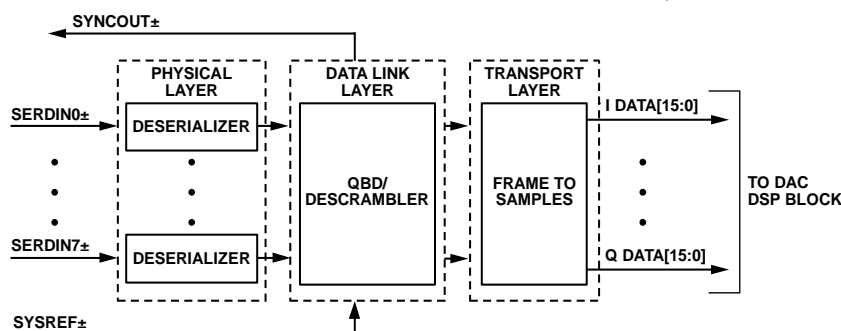 SYNCOUT±
PHYSICAL
LAYER
DATA LINK
LAYER
TRANSPORT
LAYER
SERDIN0±
DESERIALIZER
QBD/
DESCRAMBLER
FRAME TO
SAMPLES
I DATA[15:0]
TO DAC
DSP BLOCK
SERDIN7±
DESERIALIZER
Q DATA[15:0]
SYSREF±